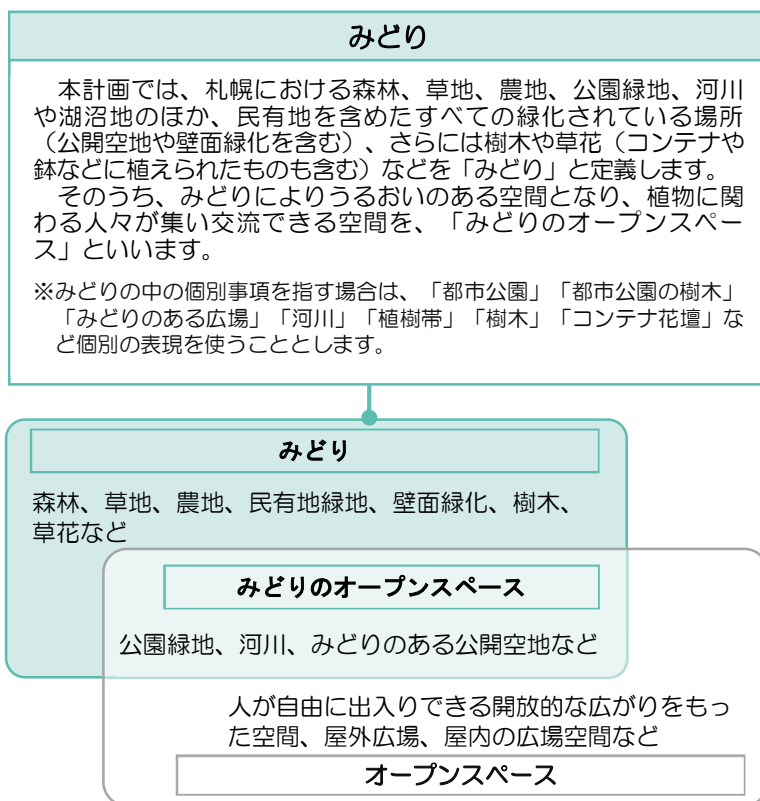 みどり
本計画では、札幌における森林、草地、農地、公園緑地、河川
や湖沼地のほか、民有地を含めたすべての緑化されている場所
（公開空地や壁面緑化を含む）、さらには樹木や草花（コンテナや
鉢などに植えられたものも含む）などを「みどり」と定義します。
そのうち、みどりによりうるおいのある空間となり、植物に関
わる人々が集い交流できる空間を、「みどりのオープンスペー
ス」といいます。
※みどりの中の個別事項を指す場合は、「都市公園」「都市公園の樹木」
「みどりのある広場」「河川」「植樹帯」「樹木」「コンテナ花壇」な
ど個別の表現を使うこととします。
みどり
森林、草地、農地、民有地緑地、壁面緑化、樹木、
草花など
みどりのオープンスペース
公園緑地、河川、みどりのある公開空地など
人が自由に出入りできる開放的な広がりをもっ
た空間、屋外広場、屋内の広場空間など
オープンスペース